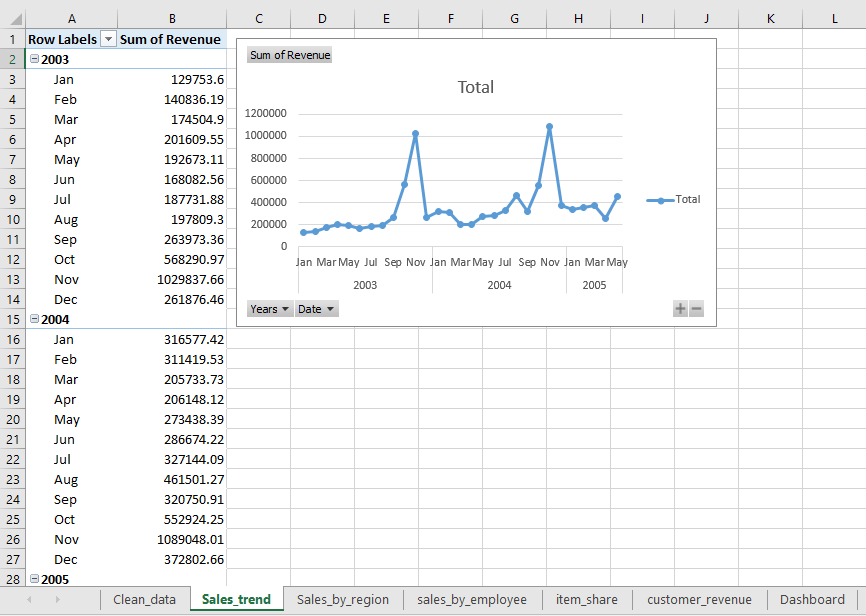 A B C D E F G H I J K L
1 Row Labels Sum of Revenue
2 2003
3 Jan 129753.6
4 Feb 140836.19
5 Mar 174504.9
6 Apr 201609.55
7 May 192673.11
8 Jun 168082.56
9 Jul 187731.88
10 Aug 197809.3
11 Sep 263973.36
12 Oct 568290.97
13 Nov 1029837.66
14 Dec 261876.46
15 2004
16 Jan 316577.42
17 Feb 311419.53
18 Mar 205733.73
19 Apr 206148.12
20 May 273438.39
21 Jun 286674.22
22 Jul 327144.09
23 Aug 461501.27
24 Sep 320750.91
25 Oct 552924.25
26 Nov 1089048.01
27 Dec 372802.66
28 2005
Sum of Revenue
Total
1200000
1000000
800000
600000
400000
200000
0
Total
Jan Mar May Jul Sep Nov Jan Mar May Jul Sep Nov Jan Mar May
2003 2004 2005
Years Date
Clean_data Sales_trend Sales_by_region sales_by_employee item_share customer_revenue Dashboard